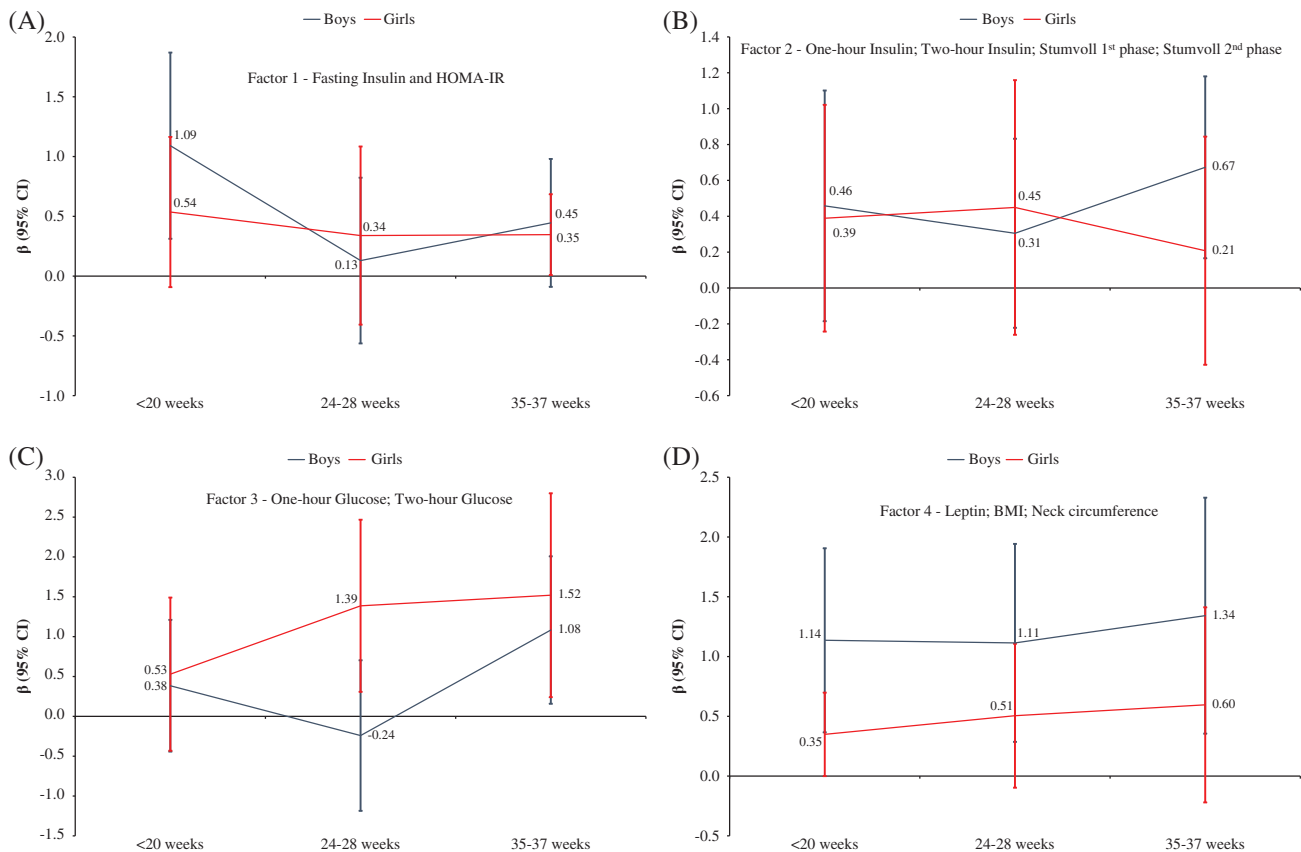 (A)
Boys Girls
Factor 1 - Fasting Insulin and HOMA-IR
β (95% CI)
2.0
1.5
1.0
0.5
0.0
-0.5
-1.0
1.09
0.54
0.34
0.13
0.45
0.35
<20 weeks 24-28 weeks 35-37 weeks
(B)
Boys Girls
Factor 2 - One-hour Insulin; Two-hour Insulin; Stumvoll 1st phase; Stumvoll 2nd phase
β (95% CI)
1.4
1.2
1.0
0.8
0.6
0.4
0.2
0.0
-0.2
-0.4
-0.6
0.46
0.39
0.45
0.31
0.67
0.21
<20 weeks 24-28 weeks 35-37 weeks
(C)
Boys Girls
Factor 3 - One-hour Glucose; Two-hour Glucose
β (95% CI)
3.0
2.5
2.0
1.5
1.0
0.5
0.0
-0.5
-1.0
-1.5
0.53
0.38
1.39
-0.24
1.52
1.08
<20 weeks 24-28 weeks 35-37 weeks
(D)
Boys Girls
Factor 4 - Leptin; BMI; Neck circumference
β (95% CI)
2.5
2.0
1.5
1.0
0.5
0.0
-0.5
1.14
0.35
1.11
0.51
1.34
0.60
<20 weeks 24-28 weeks 35-37 weeks